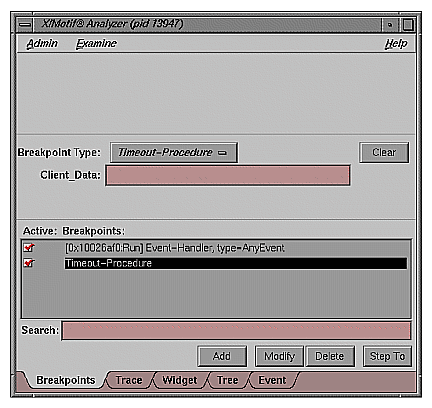 X/Motif® Analyzer (pid 13947)
Admin Examine Help
Breakpoint Type: Timeout-Procedure Clear
Client_Data:
Active: Breakpoints:
[0x10026af0:Run] Event-Handler, type=AnyEvent
Timeout-Procedure
Search:
Add Modify Delete Step To
Breakpoints Trace Widget Tree Event